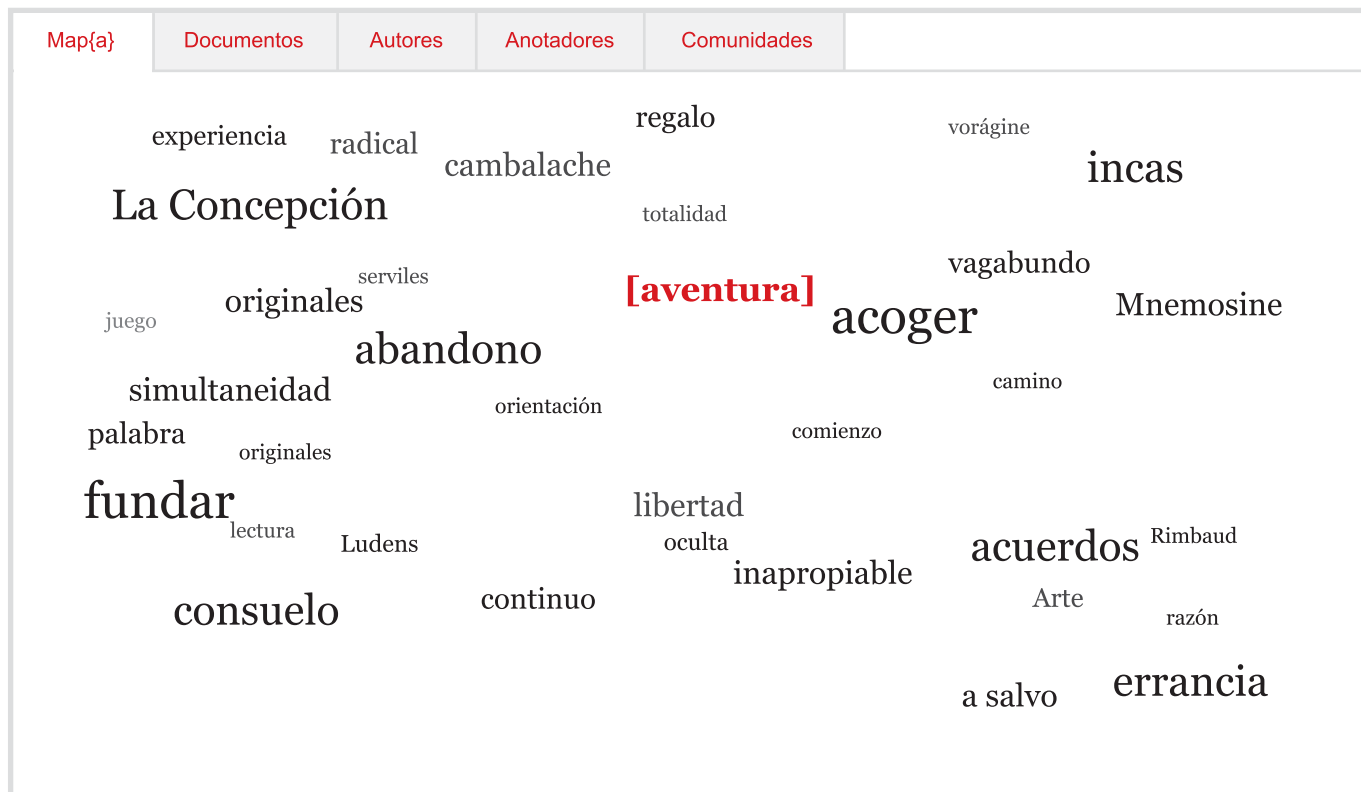 Map{a} Documentos Autores Anotadores Comunidades
regalo
experiencia radical vorágine
cambalache incas
La Concepción totalidad
serviles vagabundo
originales [aventura] Mnemosine
juego acoger
abandono
simultaneidad camino
orientación
palabra comienzo
originales
fundar libertad
lectura Ludens oculta acuerdos Rimbaud
inapropiable
consuelo continuo Arte
razón
a salvo errancia